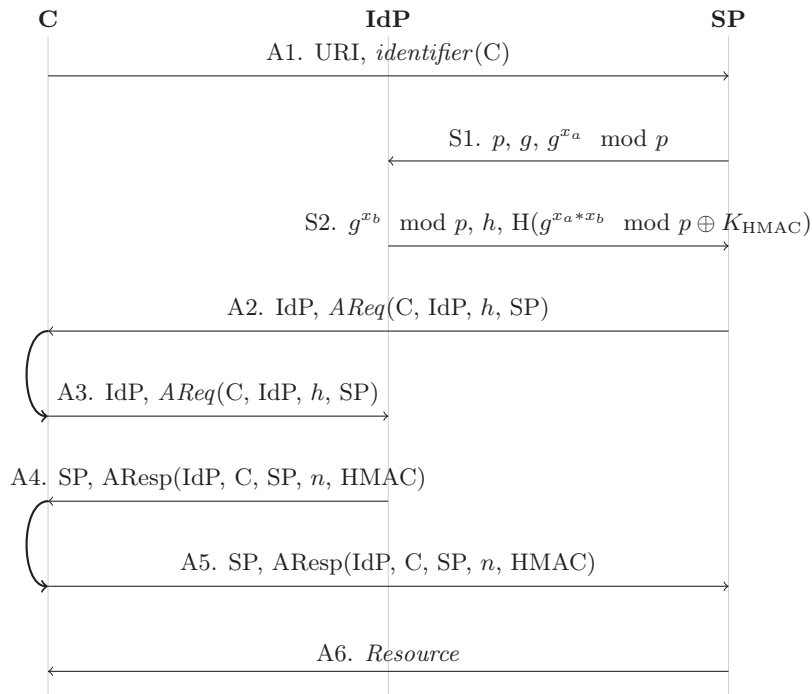 C IdP SP
A1. URI, identifier(C)
S1. p, g, g^{x_a} mod p
S2. g^{x_b} mod p, h, H(g^{x_a*x_b} mod p ⊕ K_{HMAC})
A2. IdP, AReq(C, IdP, h, SP)
A3. IdP, AReq(C, IdP, h, SP)
A4. SP, AResp(IdP, C, SP, n, HMAC)
A5. SP, AResp(IdP, C, SP, n, HMAC)
A6. Resource